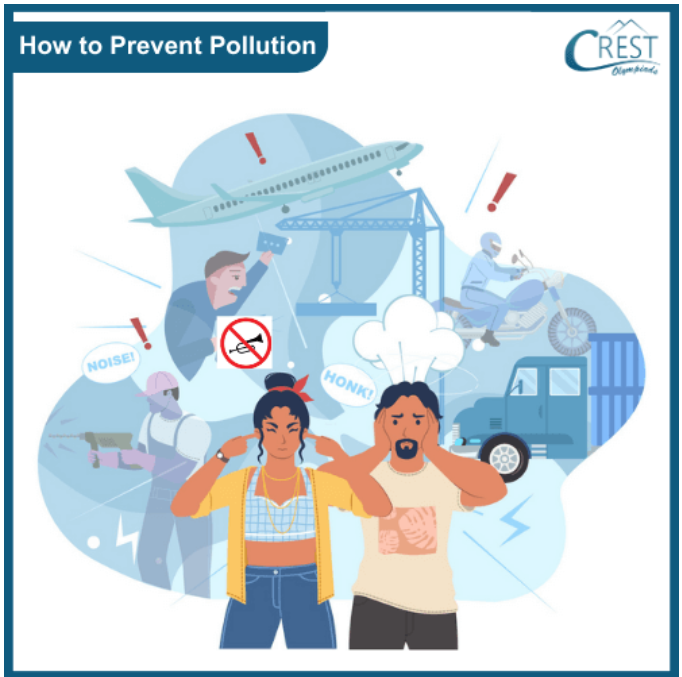 How to Prevent Pollution
CREST
Olympiads
NOISE!
HONK!